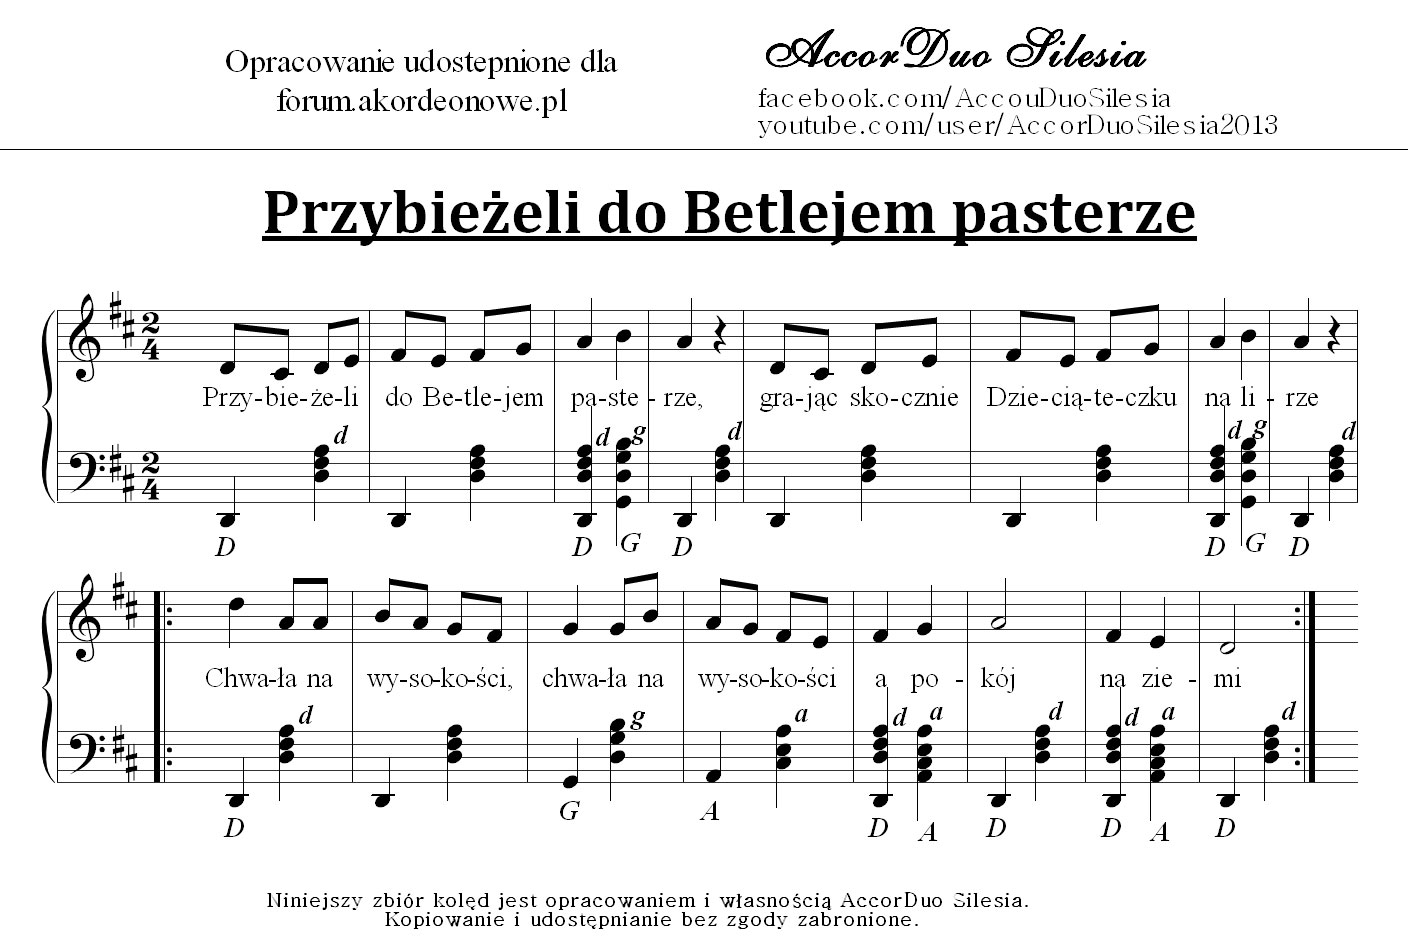 Opracowanie udostepnione dla
forum.akordeonowe.pl
AccorDuo Silesia
facebook.com/AccouDuoSilesia
youtube.com/user/AccorDuoSilesia2013
Przybieżeli do Betlejem pasterze
2 4
Przy-bie-że-li do Be-tle-jem pa-ste - rze, gra-jąc sko-cznie Dzie-cią-te-czku na li - rze
d d g d d g d
2 4
D D G D D G D
Chwa-ła na wy-so-ko-ści, chwa-ła na wy-so-ko-ści a po - kój na zie - mi
d g a d a d d a d
D G A D A D D A D
Niniejszy zbiór kolęd jest opracowaniem i własnością AccorDuo Silesia.
Kopiowanie i udostępnianie bez zgody zabronione.